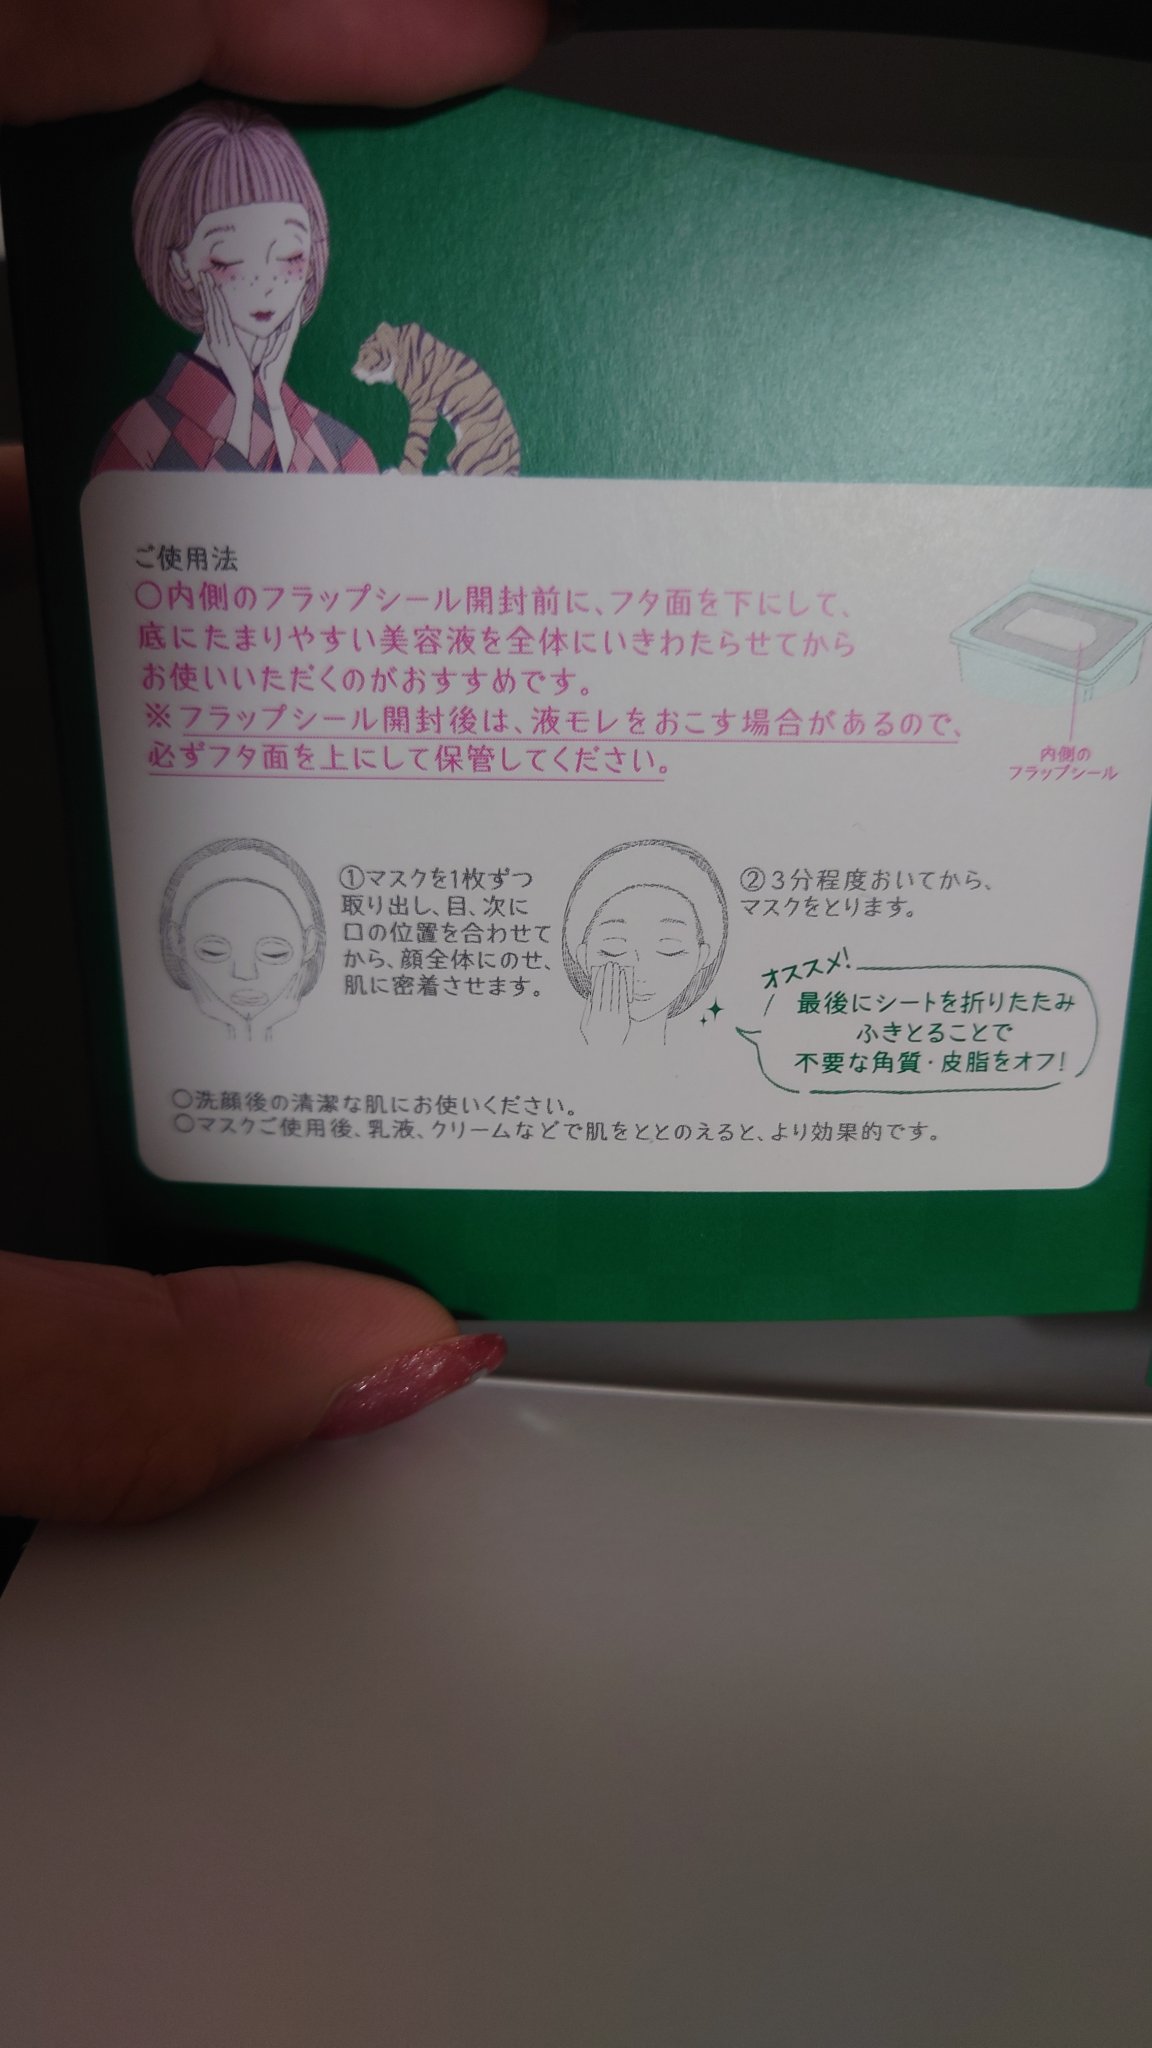 ご使用法
○内側のフラップシール開封前に、フタ面を下にして、
底にたまりやすい美容液を全体にいきわたらせてから
お使いいただくのがおすすめです。
※フラップシール開封後は、液モレをおこす場合があるので、
必ずフタ面を上にして保管してください。
内側の
フラップシール
①マスクを1枚ずつ
取り出し、目、次に
口の位置を合わせて
から、顔全体にのせ、
肌に密着させます。
②3分程度おいてから、
マスクをとります。
オススメ!
最後にシートを折りたたみ
ふきとることで
不要な角質・皮脂をオフ!
○洗顔後の清潔な肌にお使いください。
○マスクご使用後、乳液、クリームなどで肌をととのえると、より効果的です。